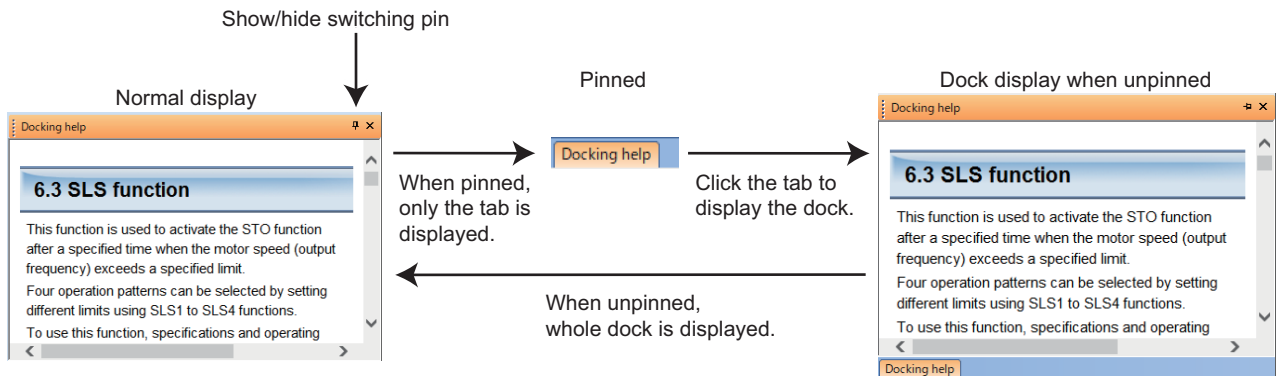 Show/hide switching pin
Normal display
Docking help
6.3 SLS function
This function is used to activate the STO function
after a specified time when the motor speed (output
frequency) exceeds a specified limit.
Four operation patterns can be selected by setting
different limits using SLS1 to SLS4 functions.
To use this function, specifications and operating
When pinned,
only the tab is
displayed.
Pinned
Docking help
Click the tab to
display the dock.
When unpinned,
whole dock is displayed.
Dock display when unpinned
Docking help
6.3 SLS function
This function is used to activate the STO function
after a specified time when the motor speed (output
frequency) exceeds a specified limit.
Four operation patterns can be selected by setting
different limits using SLS1 to SLS4 functions.
To use this function, specifications and operating
Docking help